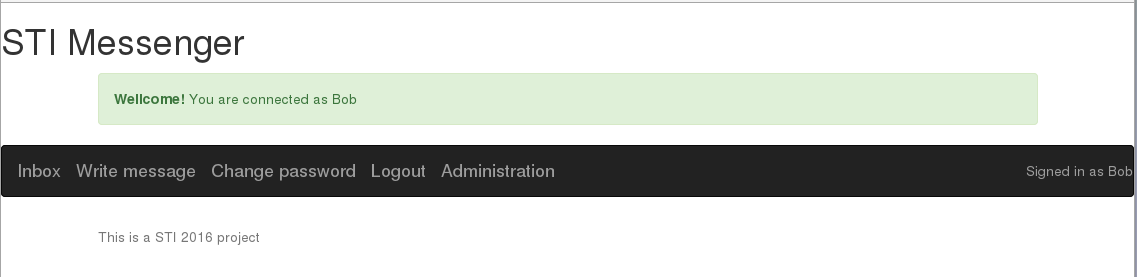 STI Messenger
Wellcome! You are connected as Bob
Inbox Write message Change password Logout Administration Signed in as Bob
This is a STI 2016 project